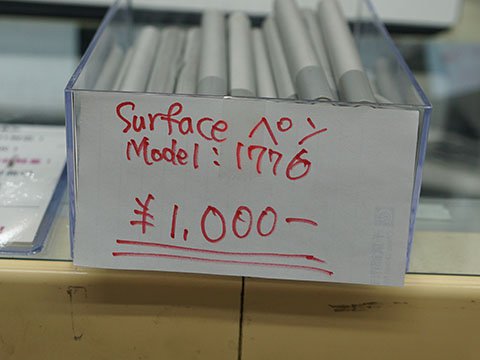 Surface ペン
Model: 1776
¥1,000-